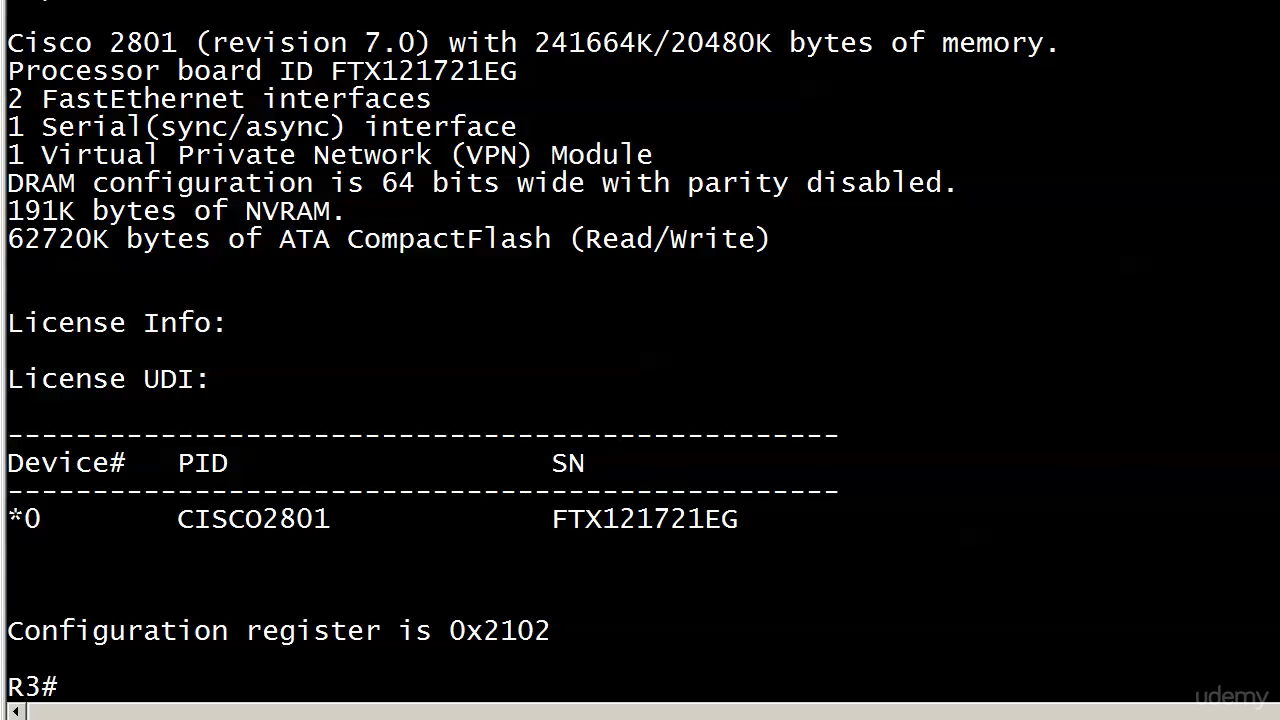 Cisco 2801 (revision 7.0) with 241664K/20480K bytes of memory.
Processor board ID FTX121721EG
2 FastEthernet interfaces
1 Serial(sync/async) interface
1 Virtual Private Network (VPN) Module
DRAM configuration is 64 bits wide with parity disabled.
191K bytes of NVRAM.
62720K bytes of ATA CompactFlash (Read/Write)
License Info:
License UDI:
-------------------------------------------------
Device#   PID                   SN
-------------------------------------------------
*0        CISCO2801             FTX121721EG
Configuration register is 0x2102
R3#
udemy